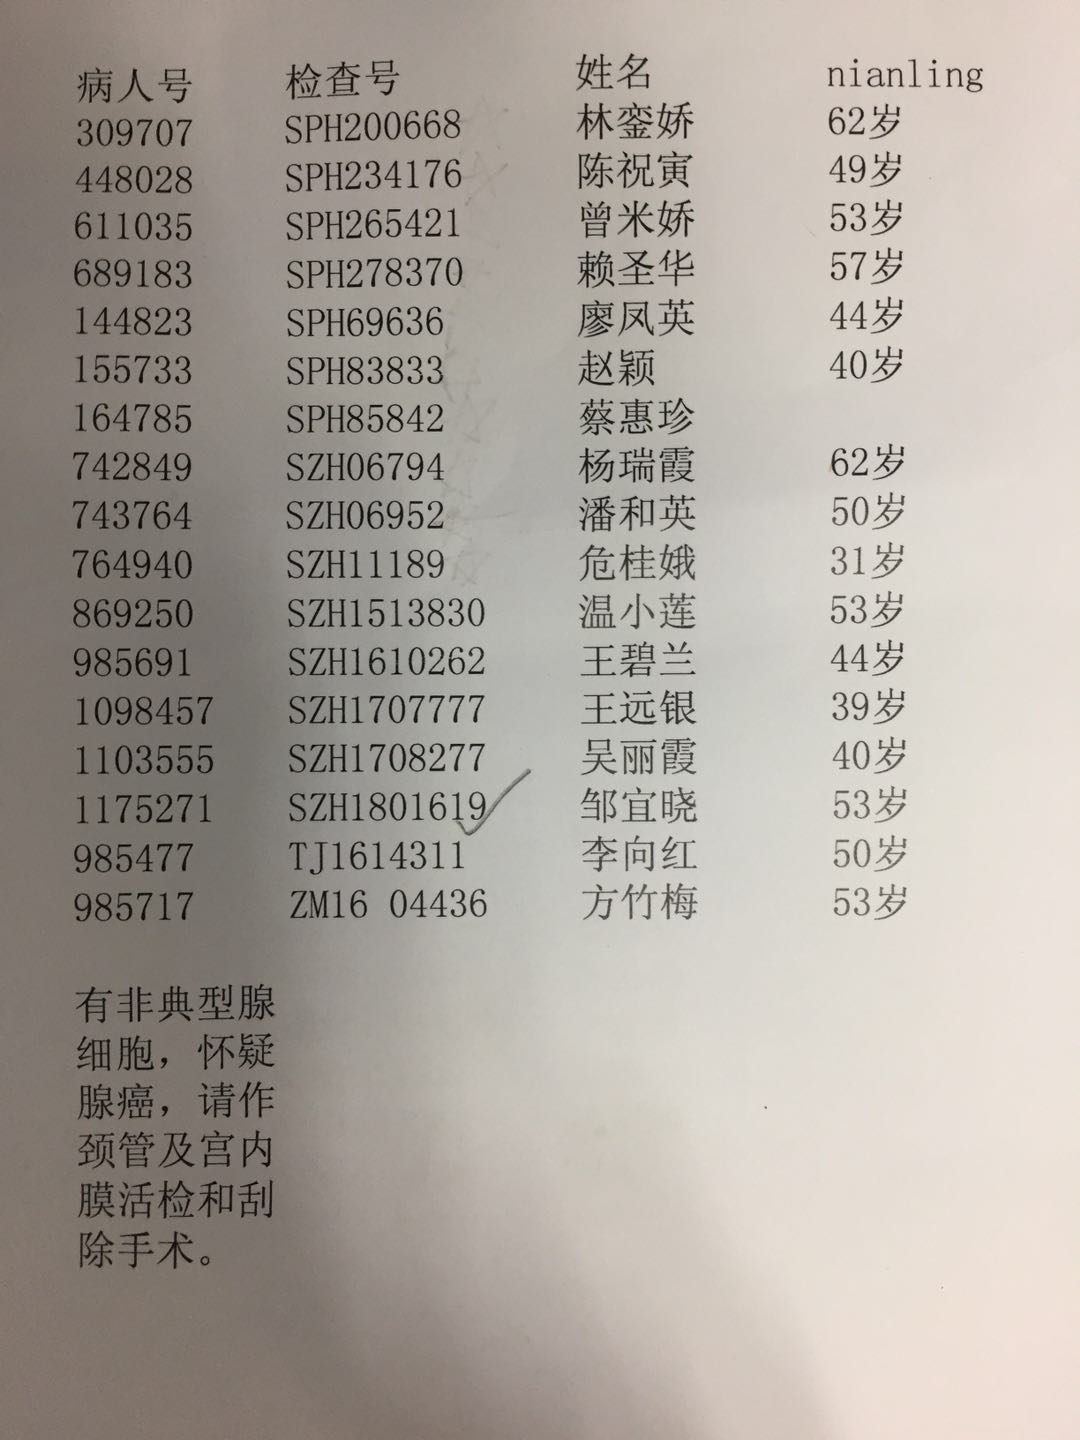 病人号 检查号 姓名 nianling
309707 SPH200668 林銮娇 62岁
448028 SPH234176 陈祝寅 49岁
611035 SPH265421 曾米娇 53岁
689183 SPH278370 赖圣华 57岁
144823 SPH69636 廖凤英 44岁
155733 SPH83833 赵颖 40岁
164785 SPH85842 蔡惠珍
742849 SZH06794 杨瑞霞 62岁
743764 SZH06952 潘和英 50岁
764940 SZH11189 危桂娥 31岁
869250 SZH1513830 温小莲 53岁
985691 SZH1610262 王碧兰 44岁
1098457 SZH1707777 王远银 39岁
1103555 SZH1708277 吴丽霞 40岁
1175271 SZH1801619 邹宜晓 53岁
985477 TJ1614311 李向红 50岁
985717 ZM16 04436 方竹梅 53岁
有非典型腺
细胞，怀疑
腺癌，请作
颈管及宫内
膜活检和刮
除手术。